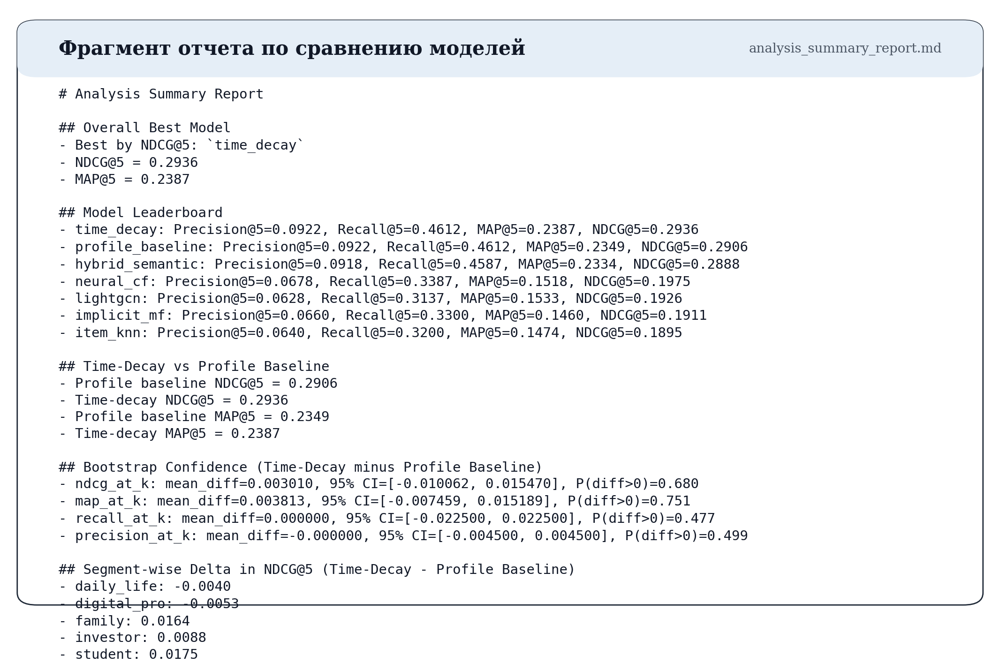 Фрагмент отчета по сравнению моделей
analysis_summary_report.md
# Analysis Summary Report
## Overall Best Model
- Best by NDCG@5: `time_decay`
- NDCG@5 = 0.2936
- MAP@5 = 0.2387
## Model Leaderboard
- time_decay: Precision@5=0.0922, Recall@5=0.4612, MAP@5=0.2387, NDCG@5=0.2936
- profile_baseline: Precision@5=0.0922, Recall@5=0.4612, MAP@5=0.2349, NDCG@5=0.2906
- hybrid_semantic: Precision@5=0.0918, Recall@5=0.4587, MAP@5=0.2334, NDCG@5=0.2888
- neural_cf: Precision@5=0.0678, Recall@5=0.3387, MAP@5=0.1518, NDCG@5=0.1975
- lightgcn: Precision@5=0.0628, Recall@5=0.3137, MAP@5=0.1533, NDCG@5=0.1926
- implicit_mf: Precision@5=0.0660, Recall@5=0.3300, MAP@5=0.1460, NDCG@5=0.1911
- item_knn: Precision@5=0.0640, Recall@5=0.3200, MAP@5=0.1474, NDCG@5=0.1895
## Time-Decay vs Profile Baseline
- Profile baseline NDCG@5 = 0.2906
- Time-decay NDCG@5 = 0.2936
- Profile baseline MAP@5 = 0.2349
- Time-decay MAP@5 = 0.2387
## Bootstrap Confidence (Time-Decay minus Profile Baseline)
- ndcg_at_k: mean_diff=0.003010, 95% CI=[-0.010062, 0.015470], P(diff>0)=0.680
- map_at_k: mean_diff=0.003813, 95% CI=[-0.007459, 0.015189], P(diff>0)=0.751
- recall_at_k: mean_diff=0.000000, 95% CI=[-0.022500, 0.022500], P(diff>0)=0.477
- precision_at_k: mean_diff=-0.000000, 95% CI=[-0.004500, 0.004500], P(diff>0)=0.499
## Segment-wise Delta in NDCG@5 (Time-Decay - Profile Baseline)
- daily_life: -0.0040
- digital_pro: -0.0053
- family: 0.0164
- investor: 0.0088
- student: 0.0175